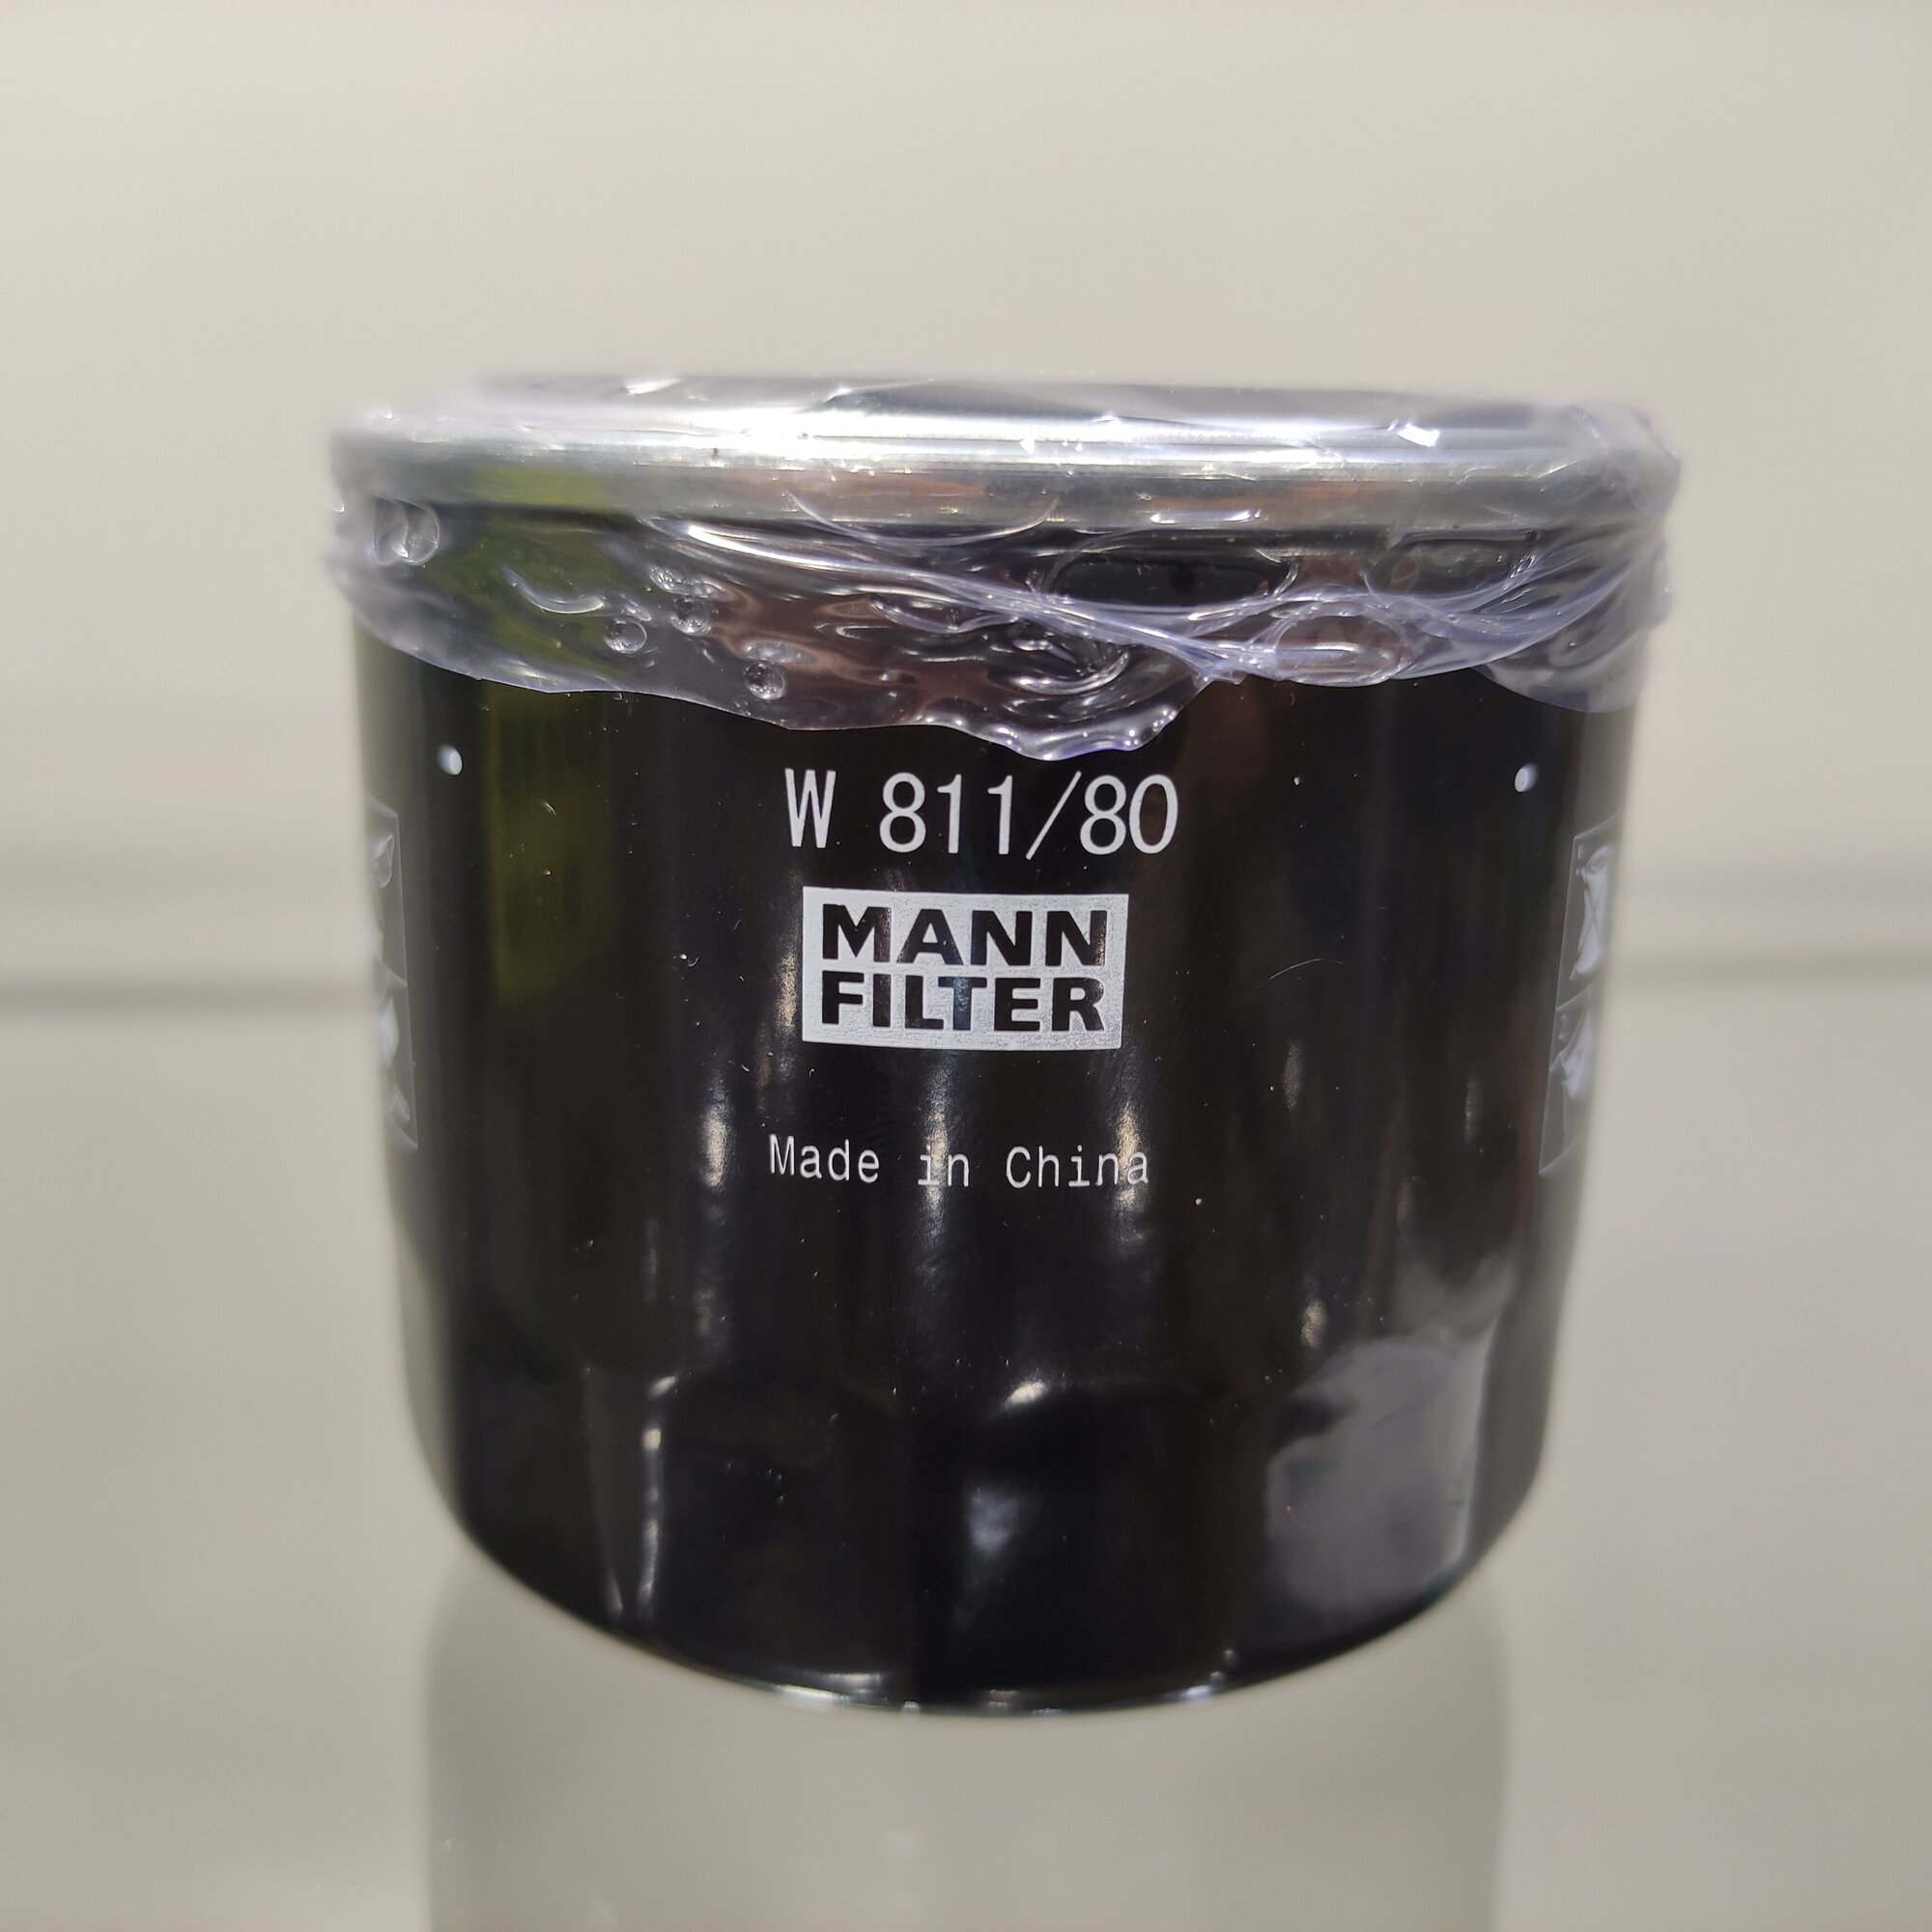 W 811/80
MANN
FILTER
Made in China